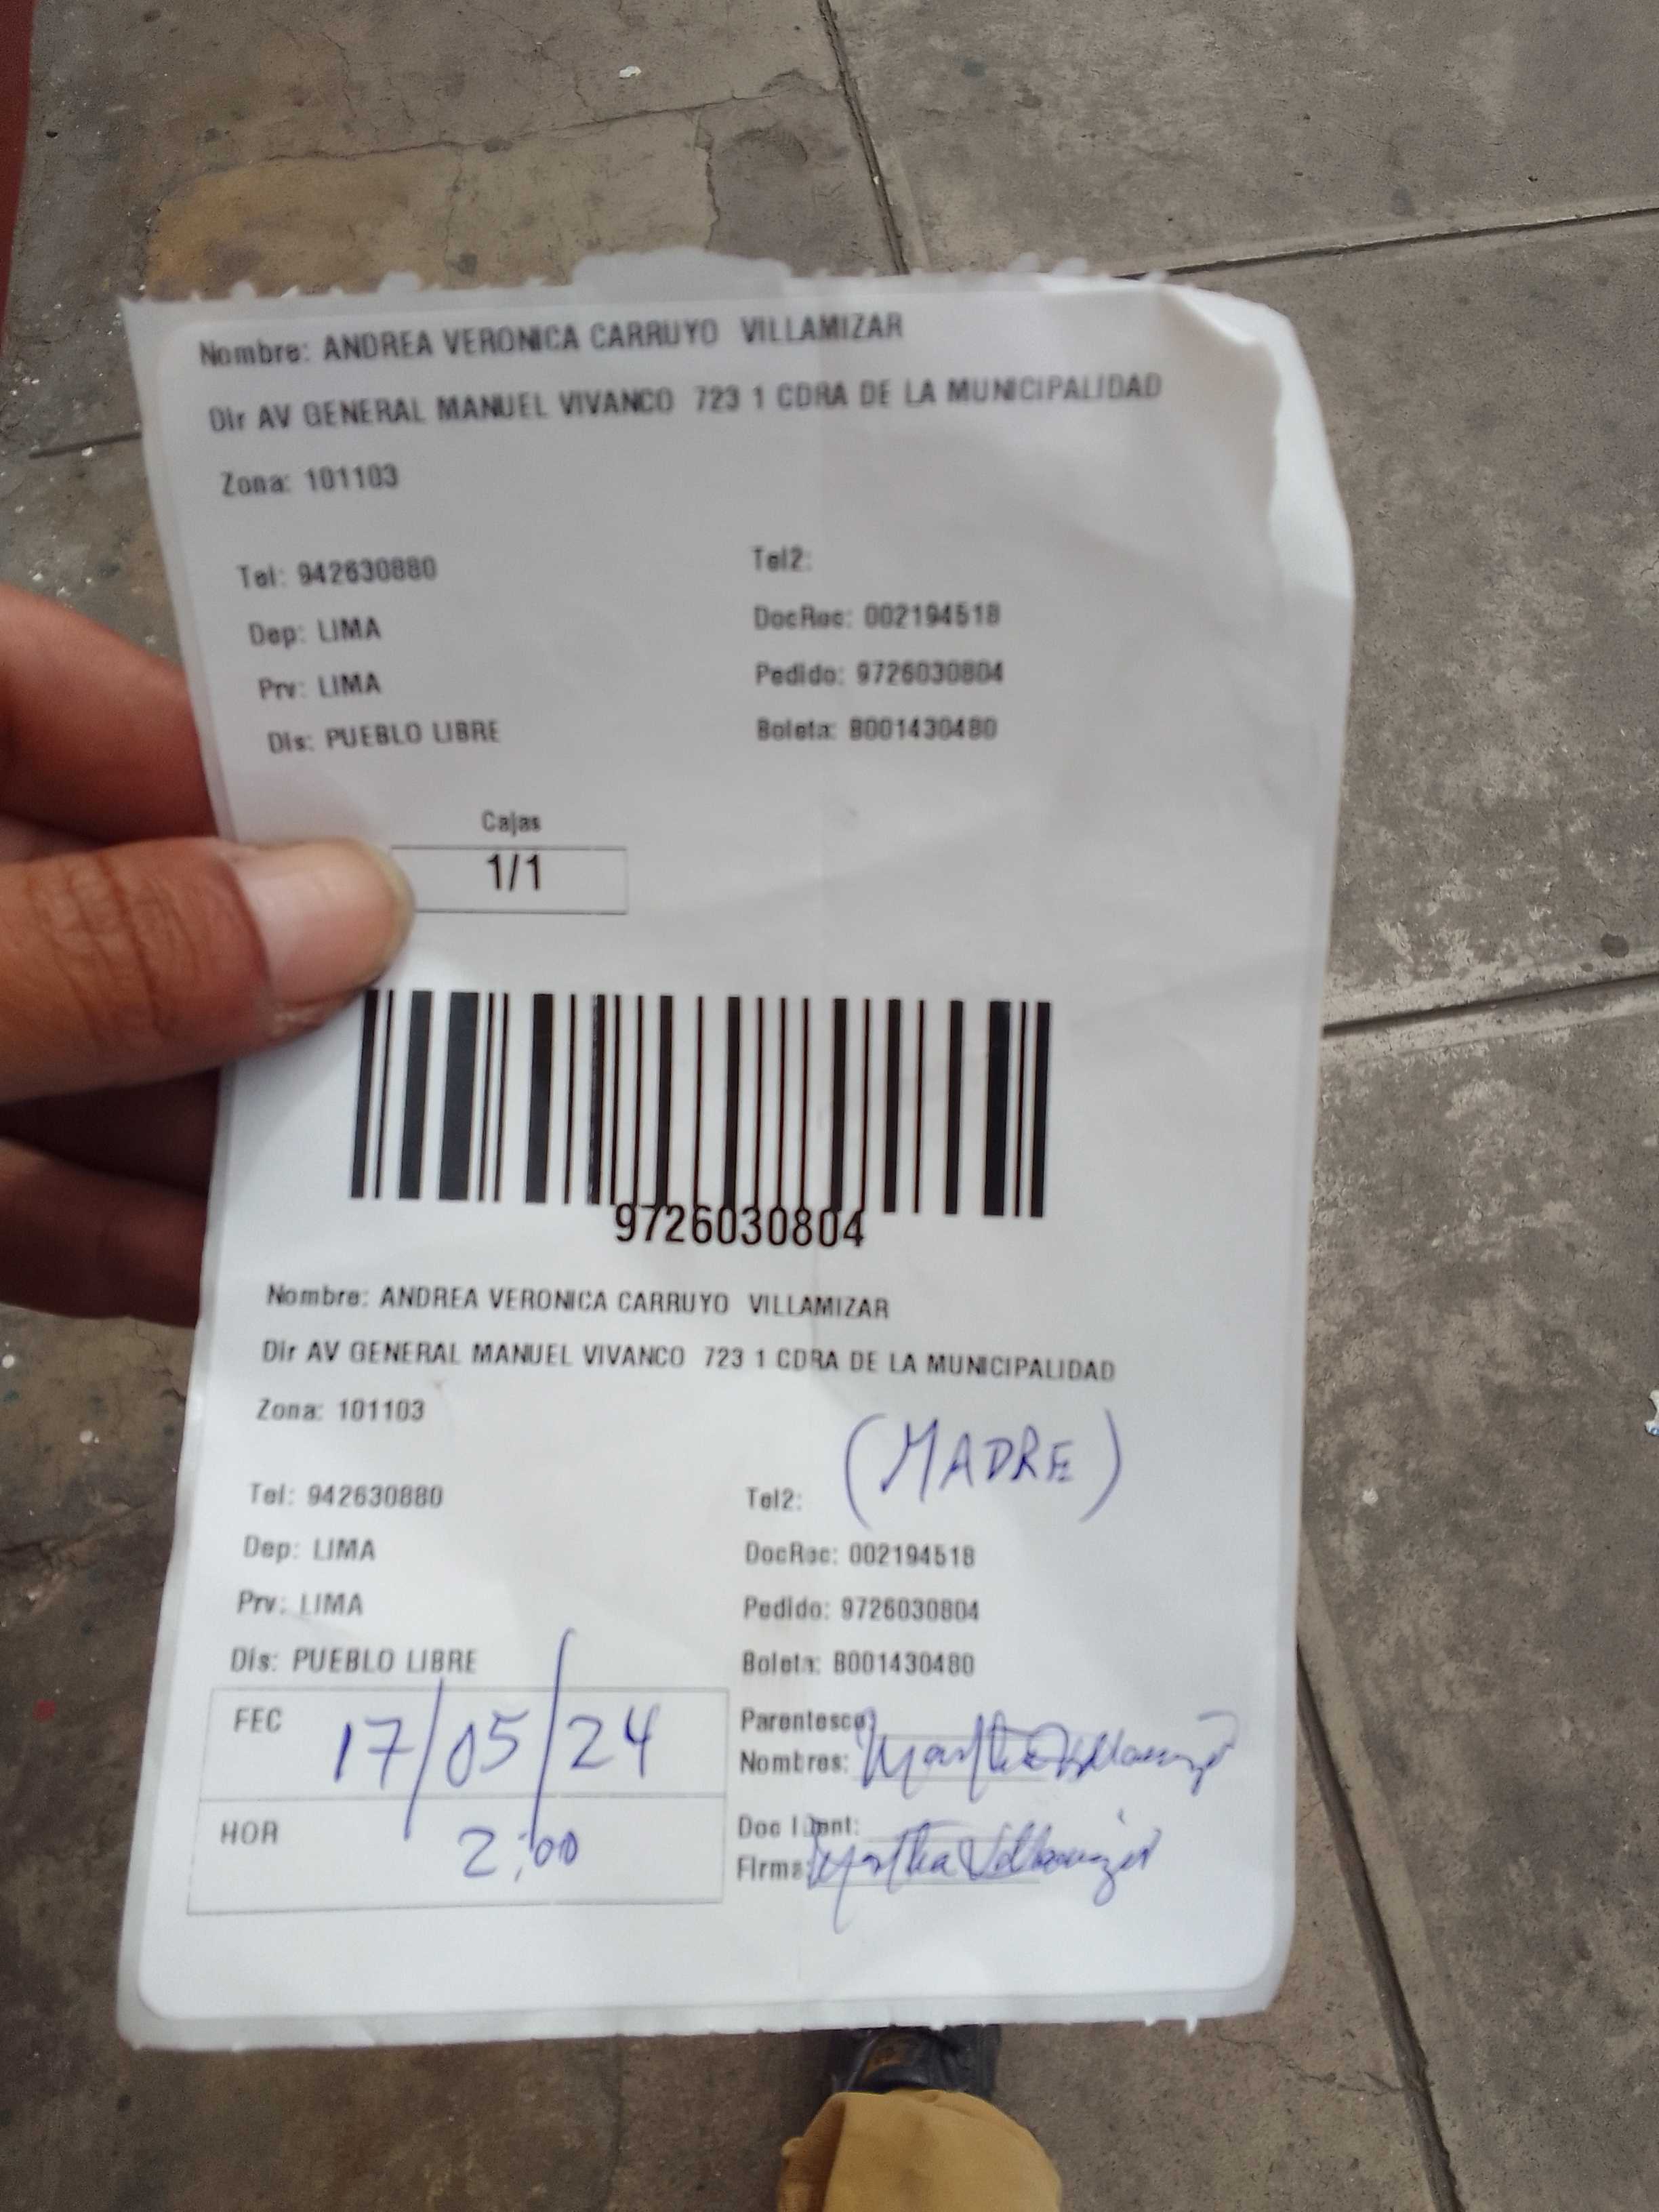 Nombre: ANDREA VERONICA CARRUYO VILLAMIZAR
Dir AV GENERAL MANUEL VIVANCO 723 1 CDRA DE LA MUNICIPALIDAD
Zona: 101103
Tel: 942630880 Tel2:
Dep: LIMA DocRec: 002194518
Prv: LIMA Pedido: 9726030804
Dis: PUEBLO LIBRE Boleta: B001430480
Cajas
1/1
9726030804
Nombre: ANDREA VERONICA CARRUYO VILLAMIZAR
Dir AV GENERAL MANUEL VIVANCO 723 1 CDRA DE LA MUNICIPALIDAD
Zona: 101103
(MADRE)
Tel: 942630880 Tel2:
Dep: LIMA DocRec: 002194518
Prv: LIMA Pedido: 9726030804
Dis: PUEBLO LIBRE Boleta: B001430480
FEC 17/05/24 Parentesco
Nombres: Martha Villamizar
HOR 2:00 Doc Ident:
Firma: Martha Villamizar